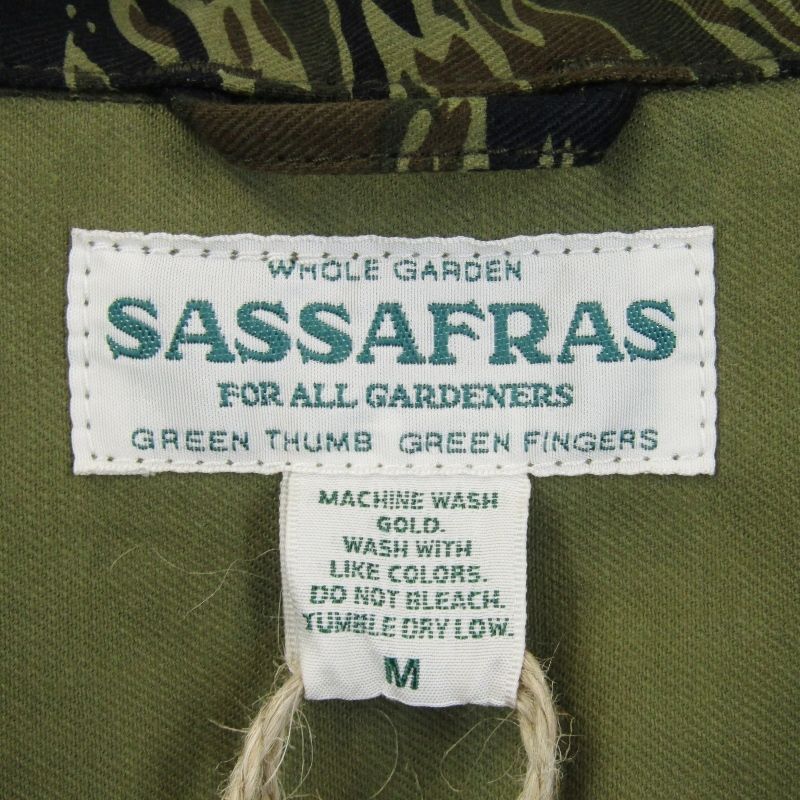 WHOLE GARDEN
SASSAFRAS
FOR ALL GARDENERS
GREEN THUMB GREEN FINGERS
MACHINE WASH
GOLD.
WASH WITH
LIKE COLORS.
DO NOT BLEACH.
TUMBLE DRY LOW.
M